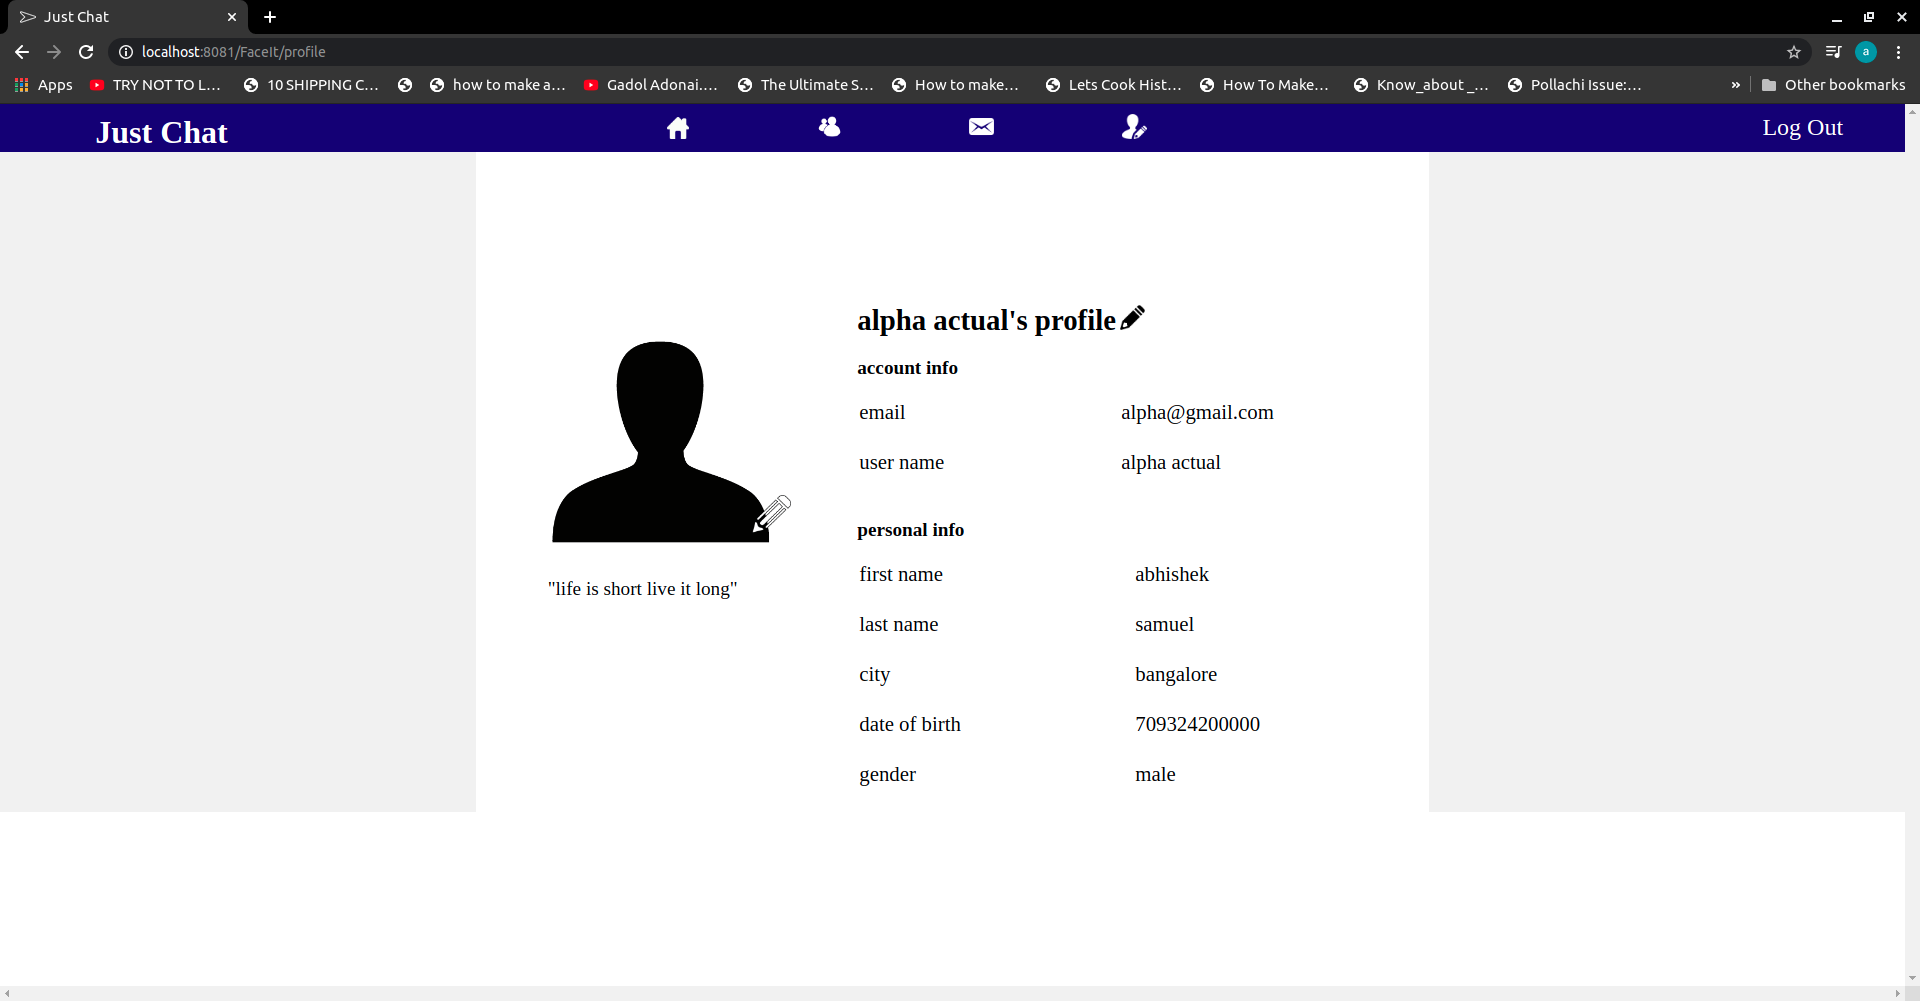 Just Chat
localhost:8081/FaceIt/profile
a
Apps TRY NOT TO L... 10 SHIPPING C... how to make a... Gadol Adonai.... The Ultimate S... How to make... Lets Cook Hist... How To Make... Know_about _... Pollachi Issue:... » Other bookmarks
Just Chat Log Out
alpha actual's profile
account info
email alpha@gmail.com
user name alpha actual
personal info
"life is short live it long"
first name abhishek
last name samuel
city bangalore
date of birth 709324200000
gender male